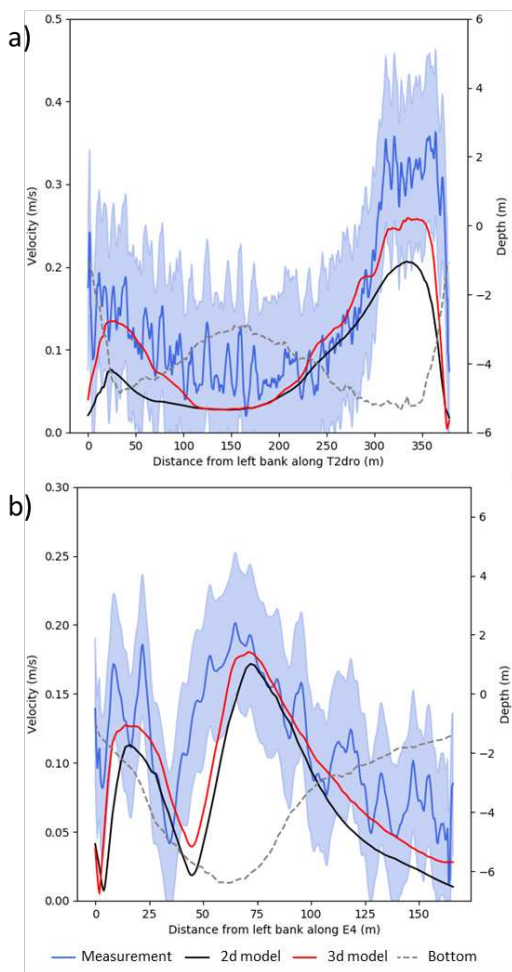 a)
0.5
0.4
0.3
0.2
0.1
0.0
Velocity (m/s)
6
4
2
0
−2
−4
−6
Depth (m)
0 50 100 150 200 250 300 350
Distance from left bank along T2dro (m)
b)
0.30
0.25
0.20
0.15
0.10
0.05
0.00
Velocity (m/s)
6
4
2
0
−2
−4
−6
Depth (m)
0 25 50 75 100 125 150
Distance from left bank along E4 (m)
Measurement 2d model 3d model Bottom